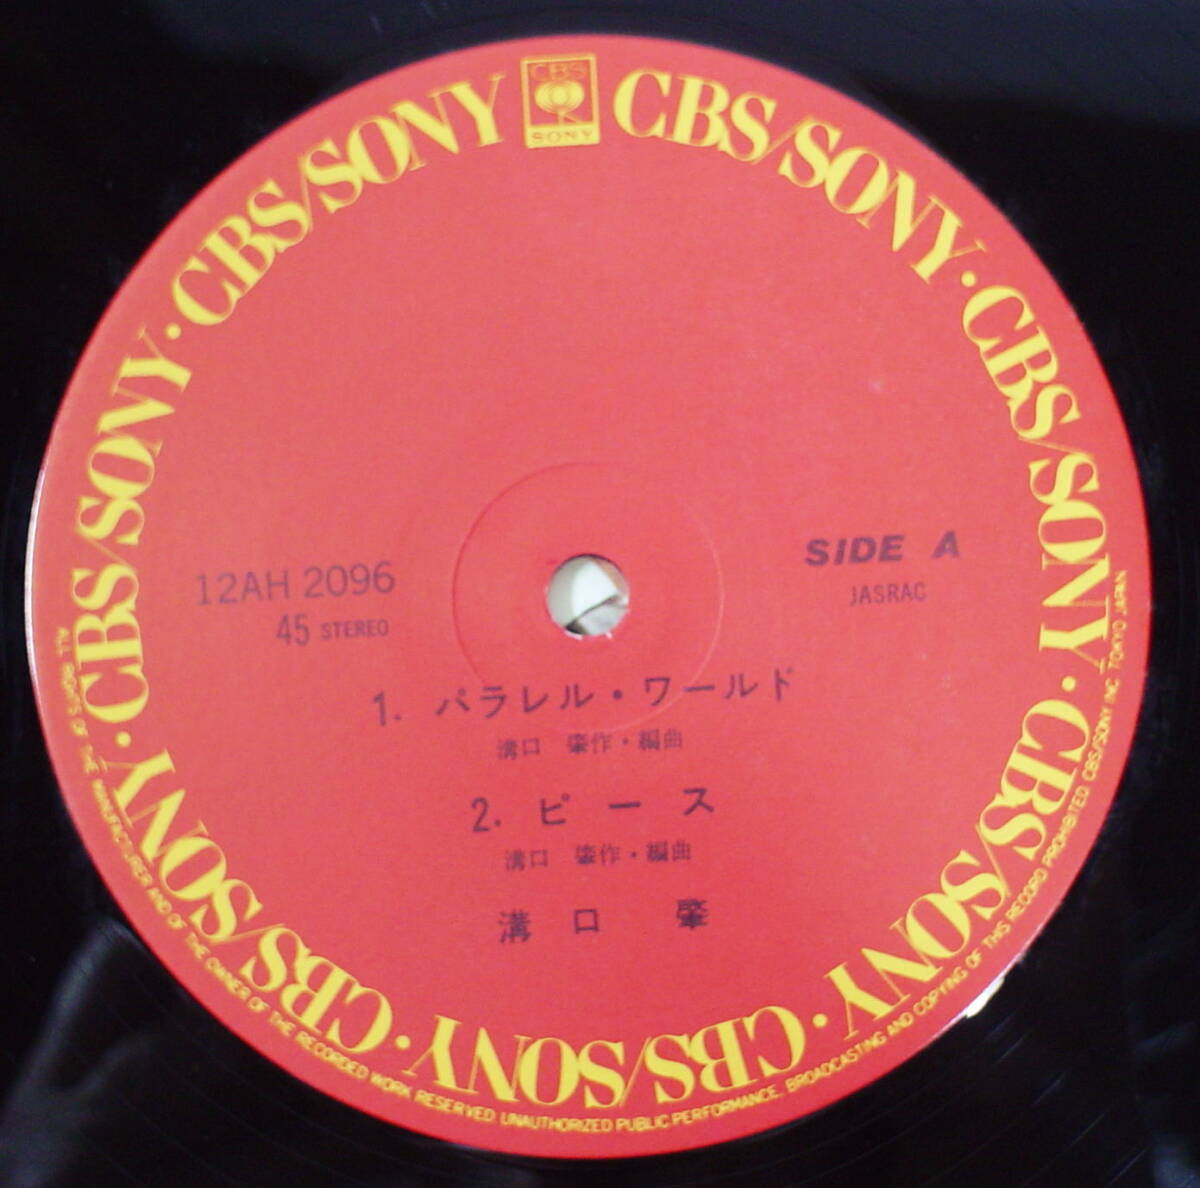 CBS
SONY
CBS/SONY · CBS/SONY · CBS/SONY · CBS/SONY · CBS/SONY · CBS/SONY · CBS/SONY · CBS/SONY
12AH 2096
45 STEREO
SIDE A
JASRAC
1. パラレル・ワールド
溝口 肇作・編曲
2. ピース
溝口 肇作・編曲
溝口 肇
ALL RIGHTS OF THE MANUFACTURER AND OF THE OWNER OF THE RECORDED WORK RESERVED UNAUTHORIZED PUBLIC PERFORMANCE, BROADCASTING AND COPYING OF THIS RECORD PROHIBITED CBS/SONY INC. TOKYO JAPAN